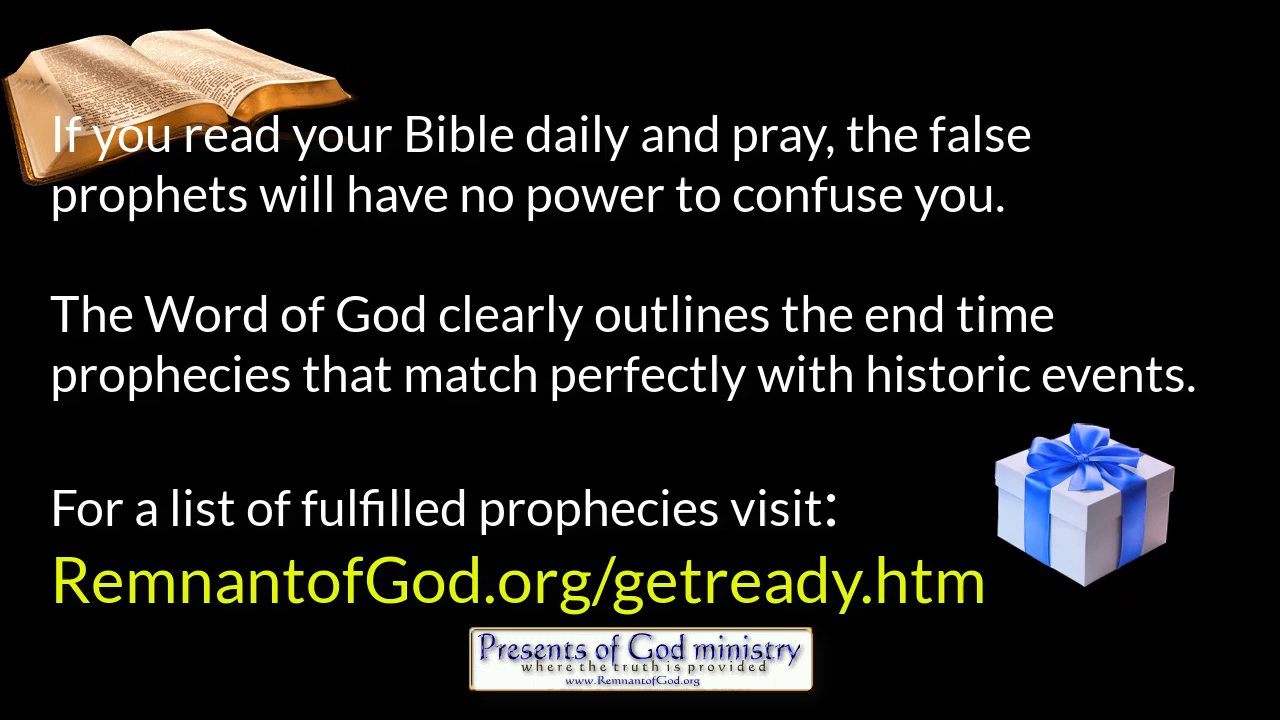 If you read your Bible daily and pray, the false
prophets will have no power to confuse you.
The Word of God clearly outlines the end time
prophecies that match perfectly with historic events.
For a list of fulfilled prophecies visit:
RemnantofGod.org/getready.htm
Presents of God ministry
where the truth is provided
www.RemnantofGod.org